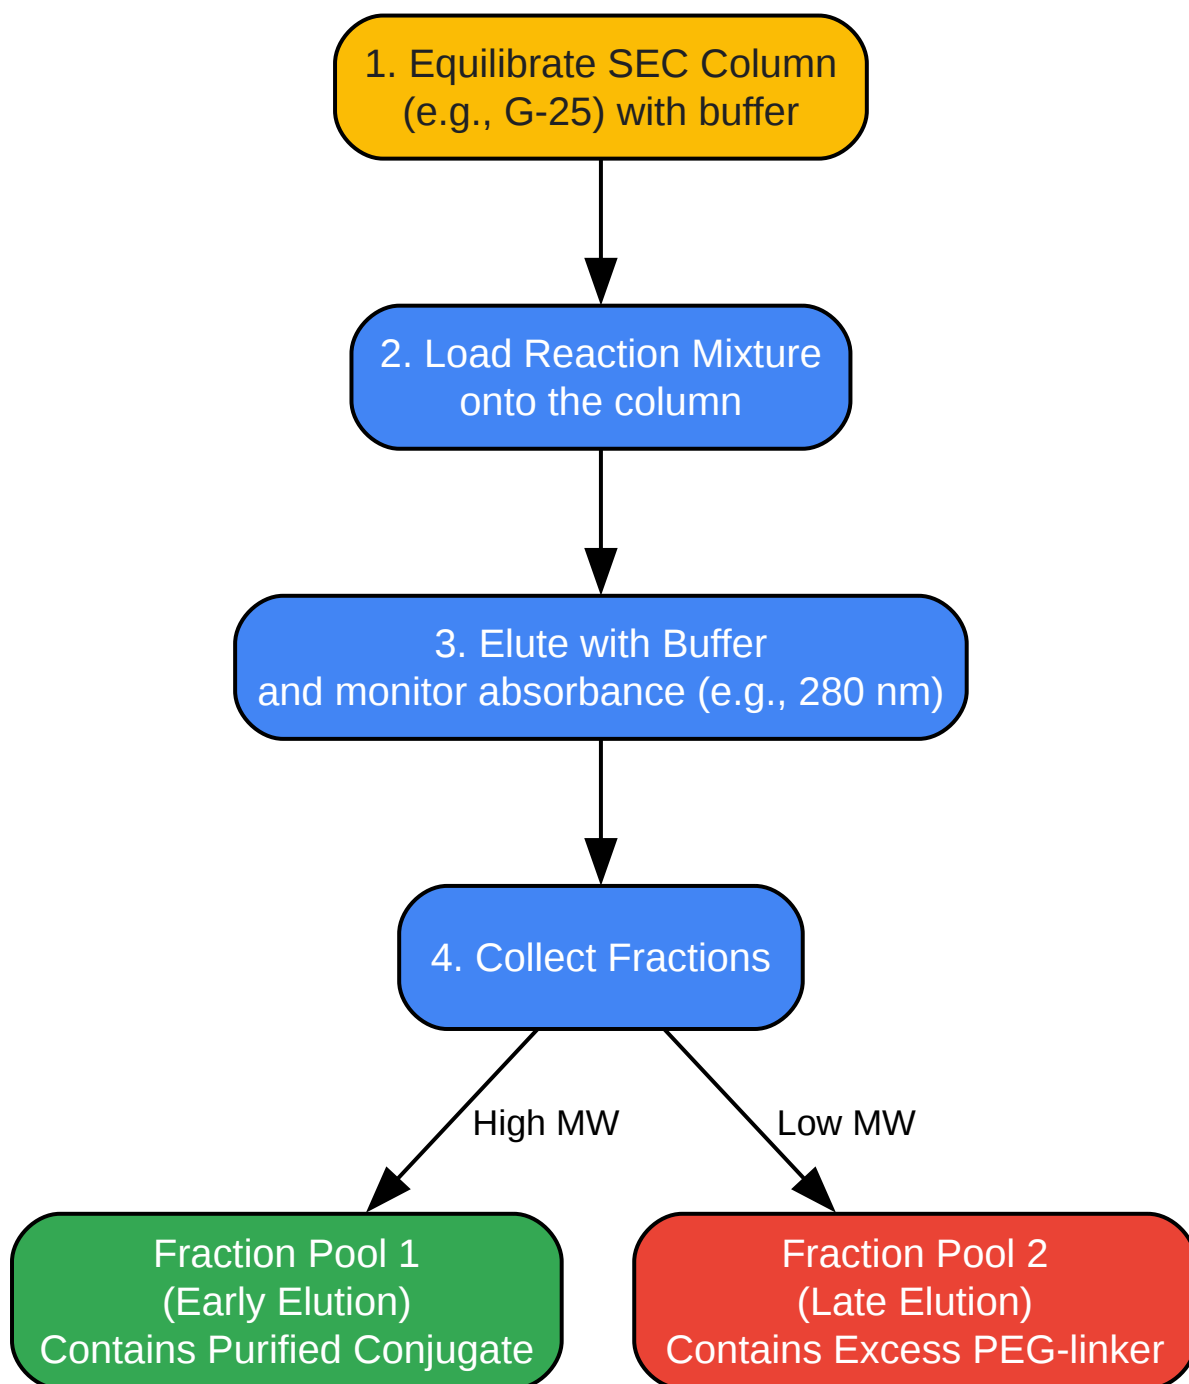 1. Equilibrate SEC Column
(e.g., G-25) with buffer
2. Load Reaction Mixture
onto the column
3. Elute with Buffer
and monitor absorbance (e.g., 280 nm)
4. Collect Fractions
High MW
Low MW
Fraction Pool 1
(Early Elution)
Contains Purified Conjugate
Fraction Pool 2
(Late Elution)
Contains Excess PEG-linker